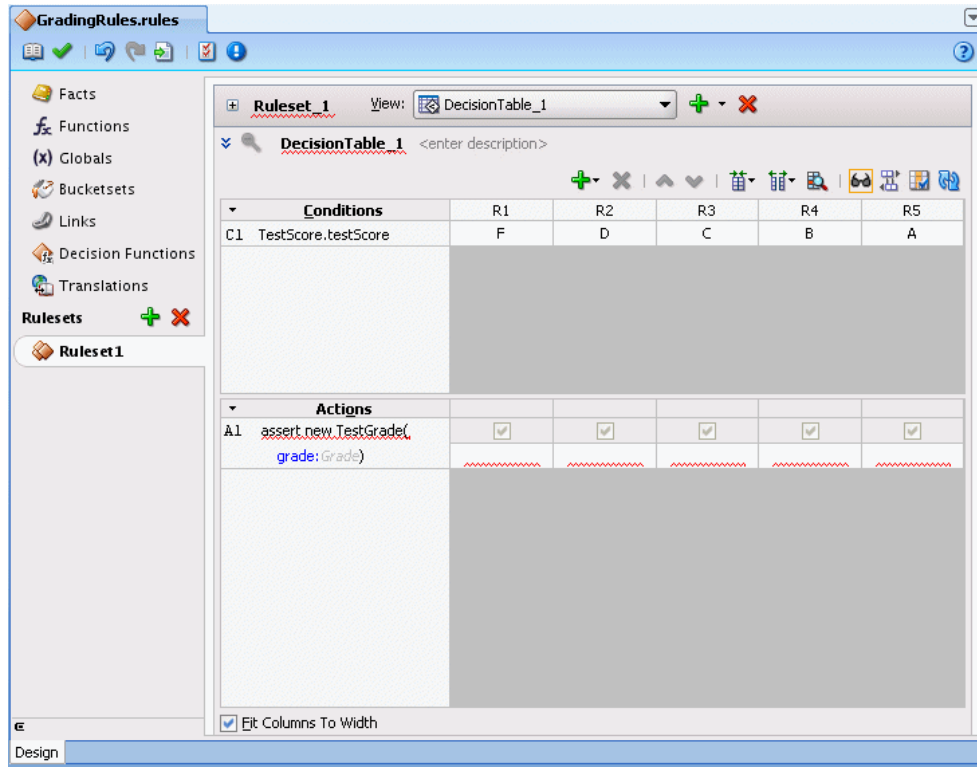 GradingRules.rules
Facts
fx Functions
(x) Globals
Bucketsets
Links
Decision Functions
Translations
Rulesets
Ruleset1
Ruleset_1 View: DecisionTable_1
DecisionTable_1 <enter description>
Conditions R1 R2 R3 R4 R5
C1 TestScore.testScore F D C B A
Actions
A1 assert new TestGrade(
grade:Grade)
Fit Columns To Width
Design